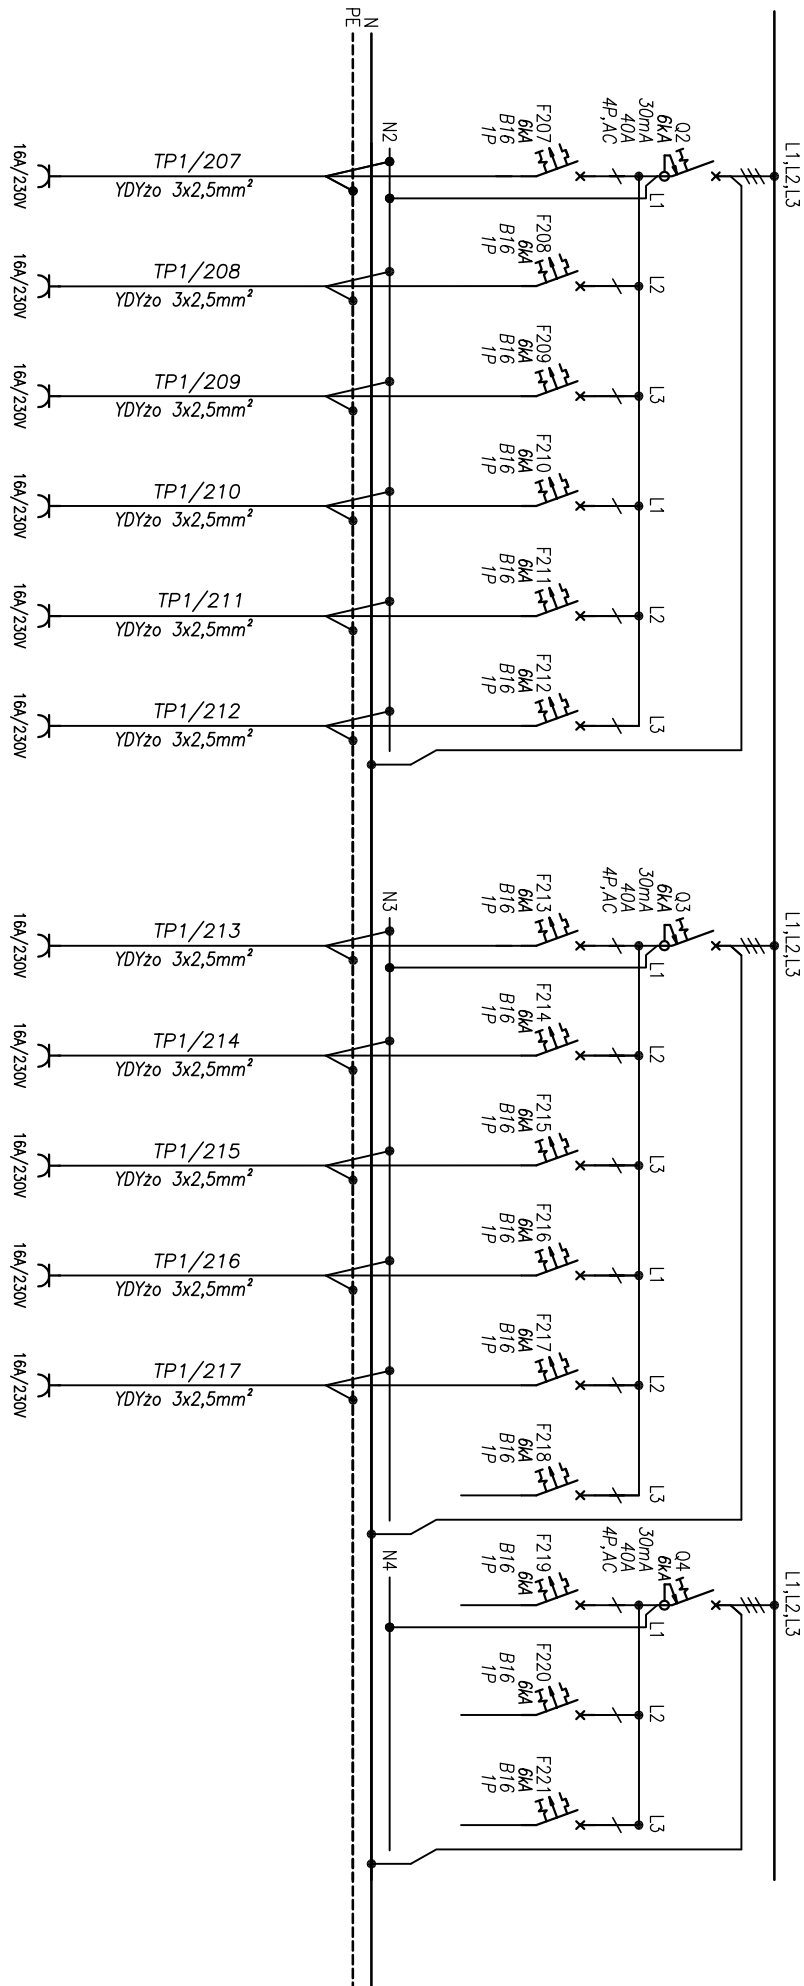 L1,L2,L3
Q2
6kA
30mA
40A
4P,AC
L1
F207
6kA
B16
1P
N2
N
PE
TP1/207
YDYżo 3x2,5mm²
16A/230V
L2
F208
6kA
B16
1P
TP1/208
YDYżo 3x2,5mm²
16A/230V
L3
F209
6kA
B16
1P
TP1/209
YDYżo 3x2,5mm²
16A/230V
L1
F210
6kA
B16
1P
TP1/210
YDYżo 3x2,5mm²
16A/230V
L2
F211
6kA
B16
1P
TP1/211
YDYżo 3x2,5mm²
16A/230V
L3
F212
6kA
B16
1P
TP1/212
YDYżo 3x2,5mm²
16A/230V
L1,L2,L3
Q3
6kA
30mA
40A
4P,AC
L1
F213
6kA
B16
1P
N3
TP1/213
YDYżo 3x2,5mm²
16A/230V
L2
F214
6kA
B16
1P
TP1/214
YDYżo 3x2,5mm²
16A/230V
L3
F215
6kA
B16
1P
TP1/215
YDYżo 3x2,5mm²
16A/230V
L1
F216
6kA
B16
1P
TP1/216
YDYżo 3x2,5mm²
16A/230V
L2
F217
6kA
B16
1P
TP1/217
YDYżo 3x2,5mm²
16A/230V
L3
F218
6kA
B16
1P
L1,L2,L3
Q4
6kA
30mA
40A
4P,AC
L1
F219
6kA
B16
1P
N4
L2
F220
6kA
B16
1P
L3
F221
6kA
B16
1P